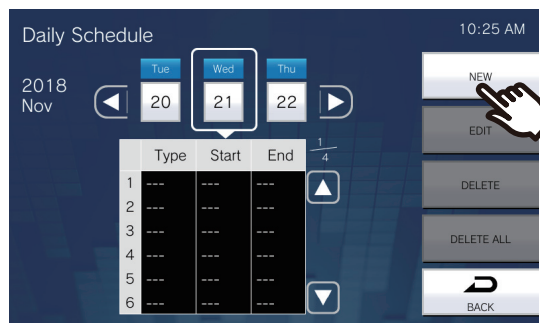 Daily Schedule
10:25 AM
2018
Nov
Tue
20
Wed
21
Thu
22
Type Start End
1
4
1 --- --- ---
2 --- --- ---
3 --- --- ---
4 --- --- ---
5 --- --- ---
6 --- --- ---
NEW
EDIT
DELETE
DELETE ALL
BACK